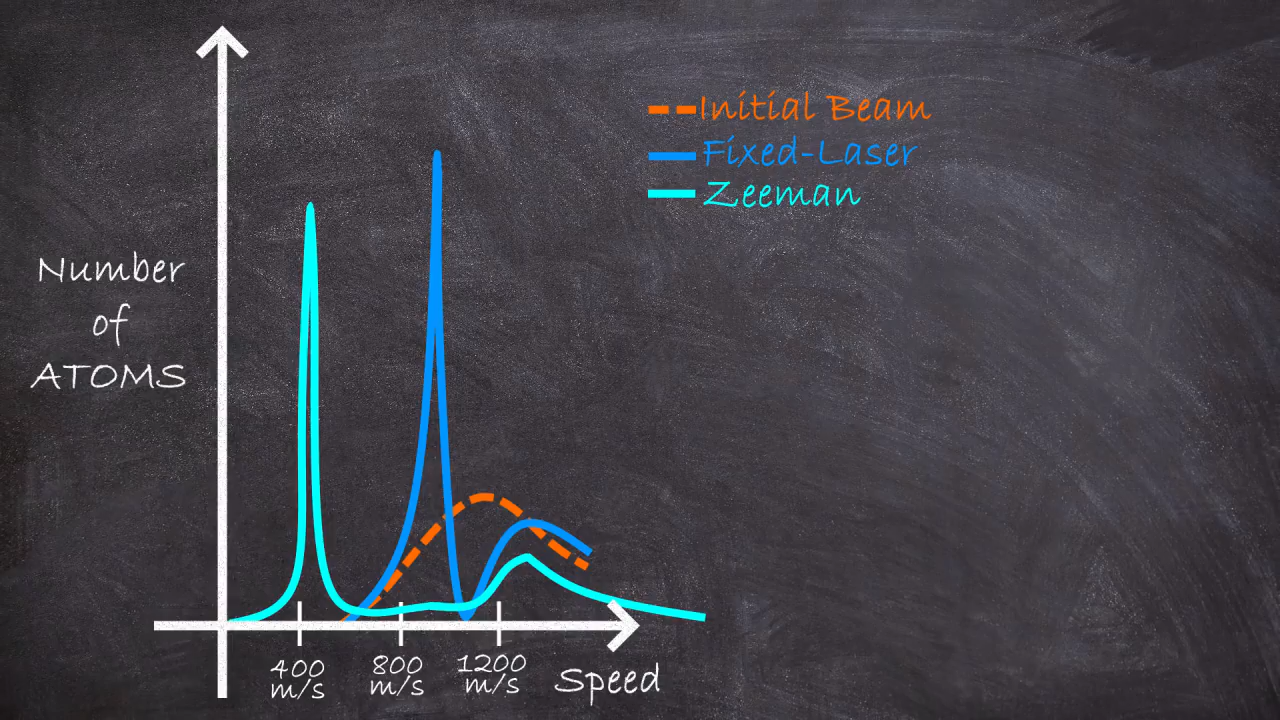 Initial Beam
Fixed-Laser
Zeeman
Number
of
ATOMS
400
m/s
800
m/s
1200
m/s
Speed